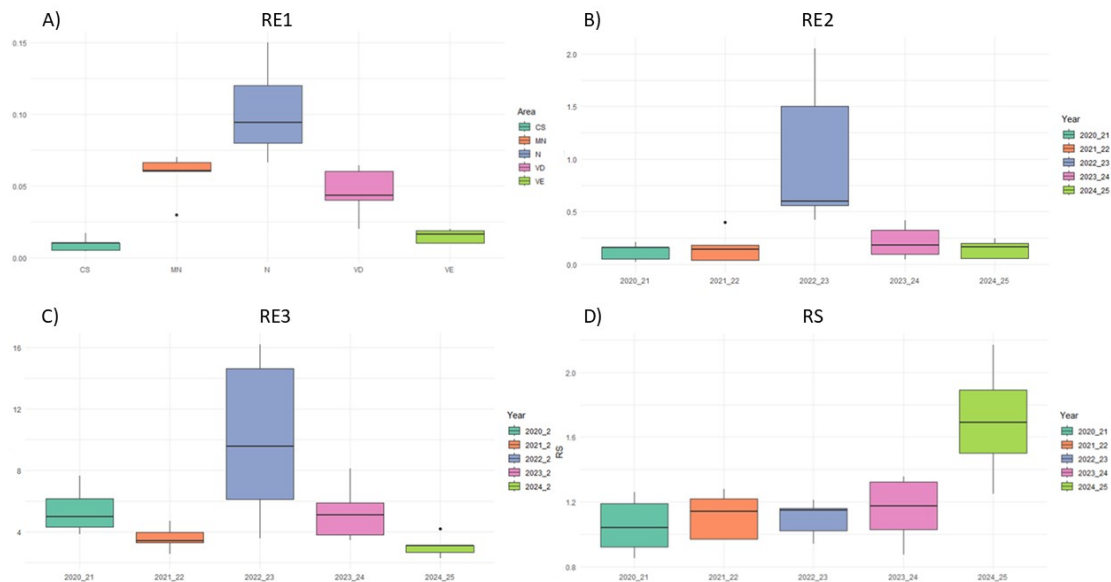 A) RE1
0.15
0.10
0.05
0.00
CS MN N VD VE
Area
CS
MN
N
VD
VE
B) RE2
2.0
1.5
1.0
0.5
0.0
2020_21 2021_22 2022_23 2023_24 2024_25
Year
2020_21
2021_22
2022_23
2023_24
2024_25
C) RE3
16
12
8
4
2020_21 2021_22 2022_23 2023_24 2024_25
Year
2020_2
2021_2
2022_2
2023_2
2024_2
D) RS
RS
2.0
1.6
1.2
0.8
2020_21 2021_22 2022_23 2023_24 2024_25
Year
2020_21
2021_22
2022_23
2023_24
2024_25